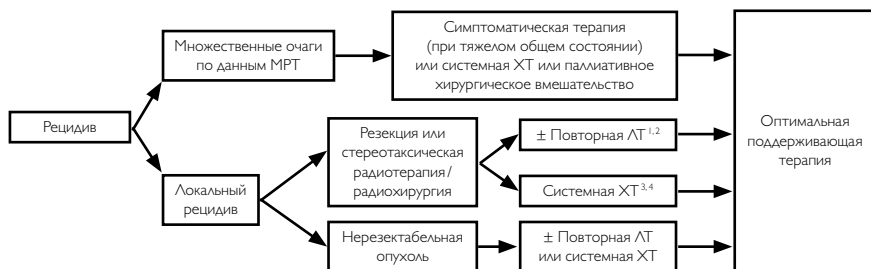 Рецидив
Множественные очаги
по данным МРТ
Симптоматическая терапия
(при тяжелом общем состоянии)
или системная ХТ или паллиативное
хирургическое вмешательство
Локальный
рецидив
Резекция или
стереотаксическая
радиотерапия /
радиохирургия
± Повторная ЛТ 1, 2
Системная ХТ 3, 4
Нерезектабельная
опухоль
± Повторная ЛТ
или системная ХТ
Оптимальная
поддерживающая
терапия